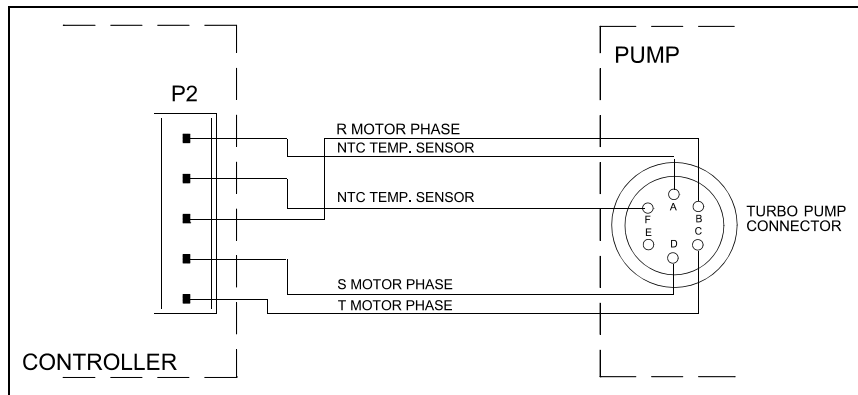 PUMP
P2
R MOTOR PHASE
NTC TEMP. SENSOR
NTC TEMP. SENSOR
A
F
B
E
D
C
TURBO PUMP
CONNECTOR
S MOTOR PHASE
T MOTOR PHASE
CONTROLLER